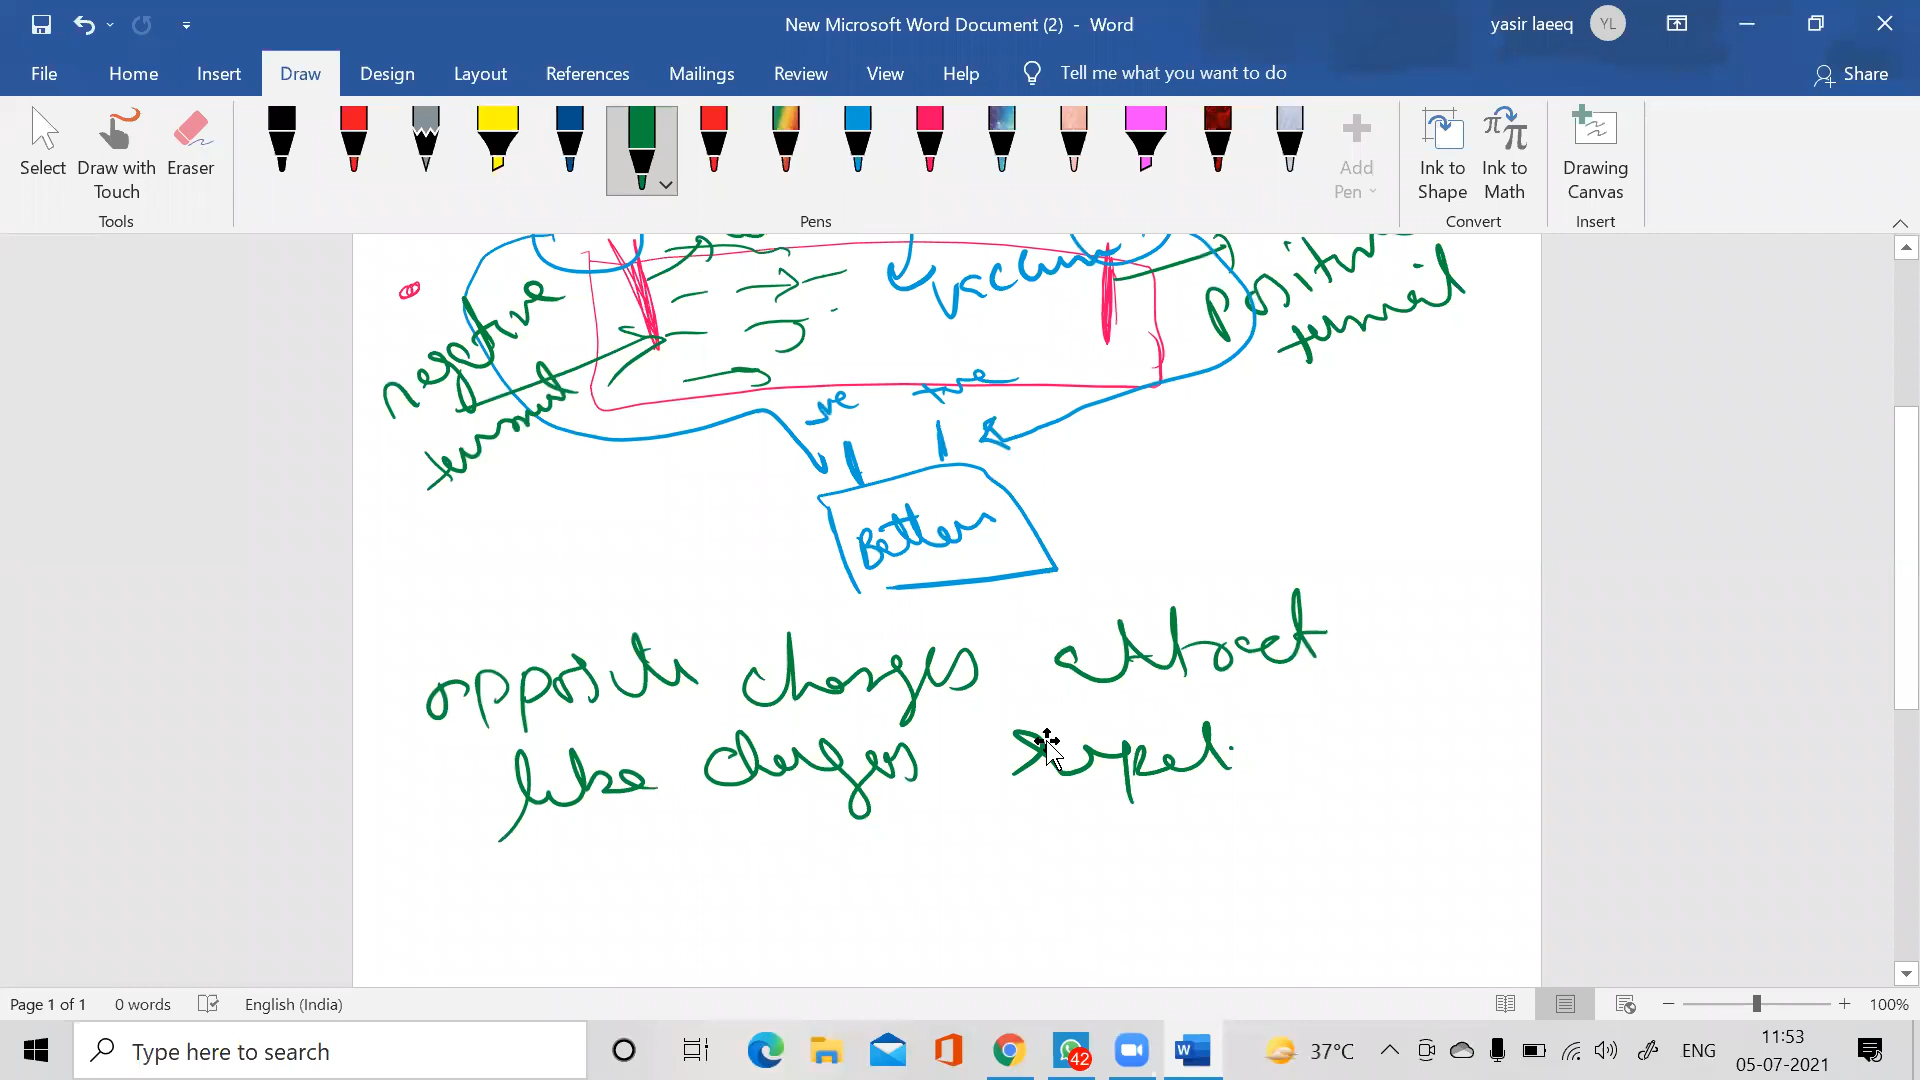 New Microsoft Word Document (2) - Word
yasir laeeq
YL
File
Home
Insert
Draw
Design
Layout
References
Mailings
Review
View
Help
Tell me what you want to do
Share
Select
Draw with Touch
Eraser
Add Pen
Ink to Shape
Ink to Math
Drawing Canvas
Tools
Pens
Convert
Insert
negative
vaccum
positive
-ve
+ve
Battery
opposite charges attract
like charges repel.
Page 1 of 1
0 words
English (India)
100%
Type here to search
42
37°C
ENG
11:53
05-07-2021